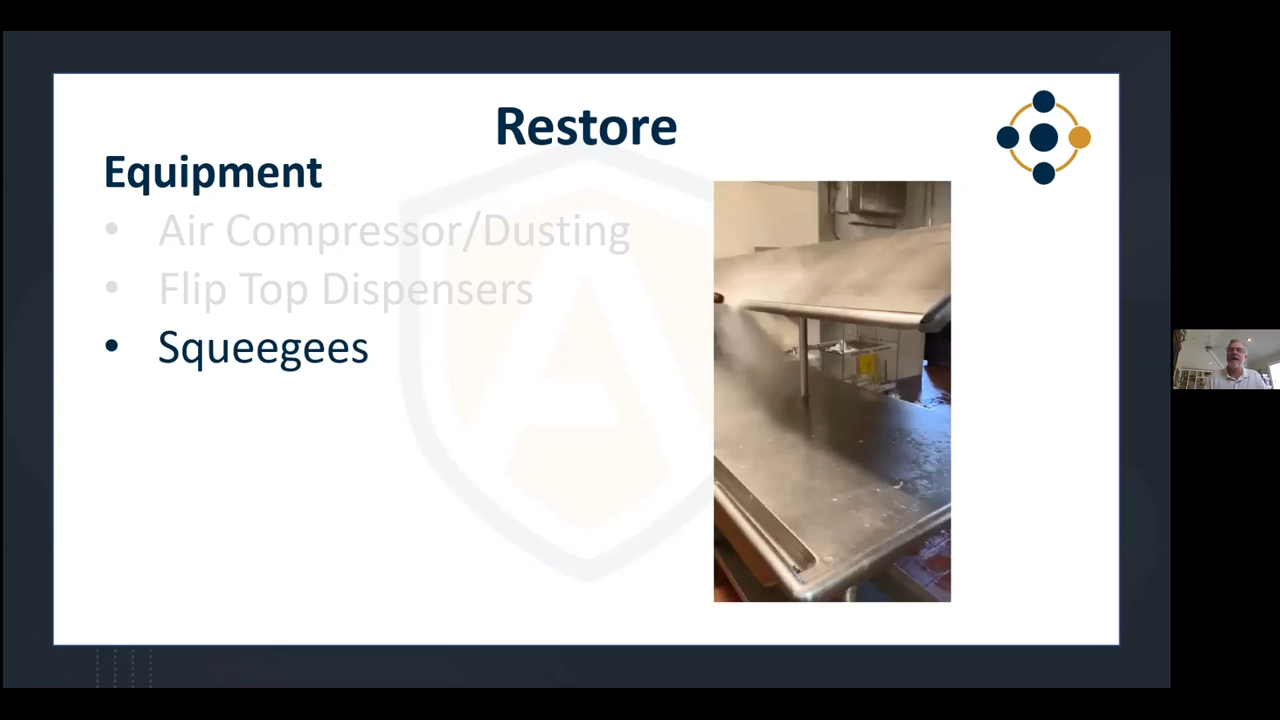 Restore
Equipment
• Air Compressor/Dusting
• Flip Top Dispensers
• Squeegees